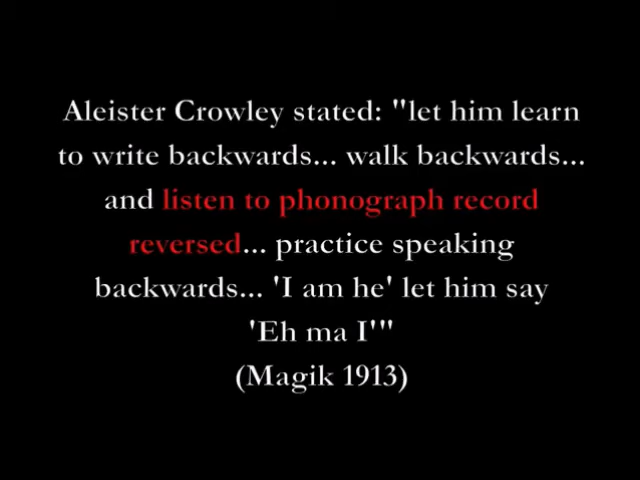 Aleister Crowley stated: "let him learn
to write backwards... walk backwards...
and listen to phonograph record
reversed... practice speaking
backwards... 'I am he' let him say
'Eh ma I'"
(Magik 1913)